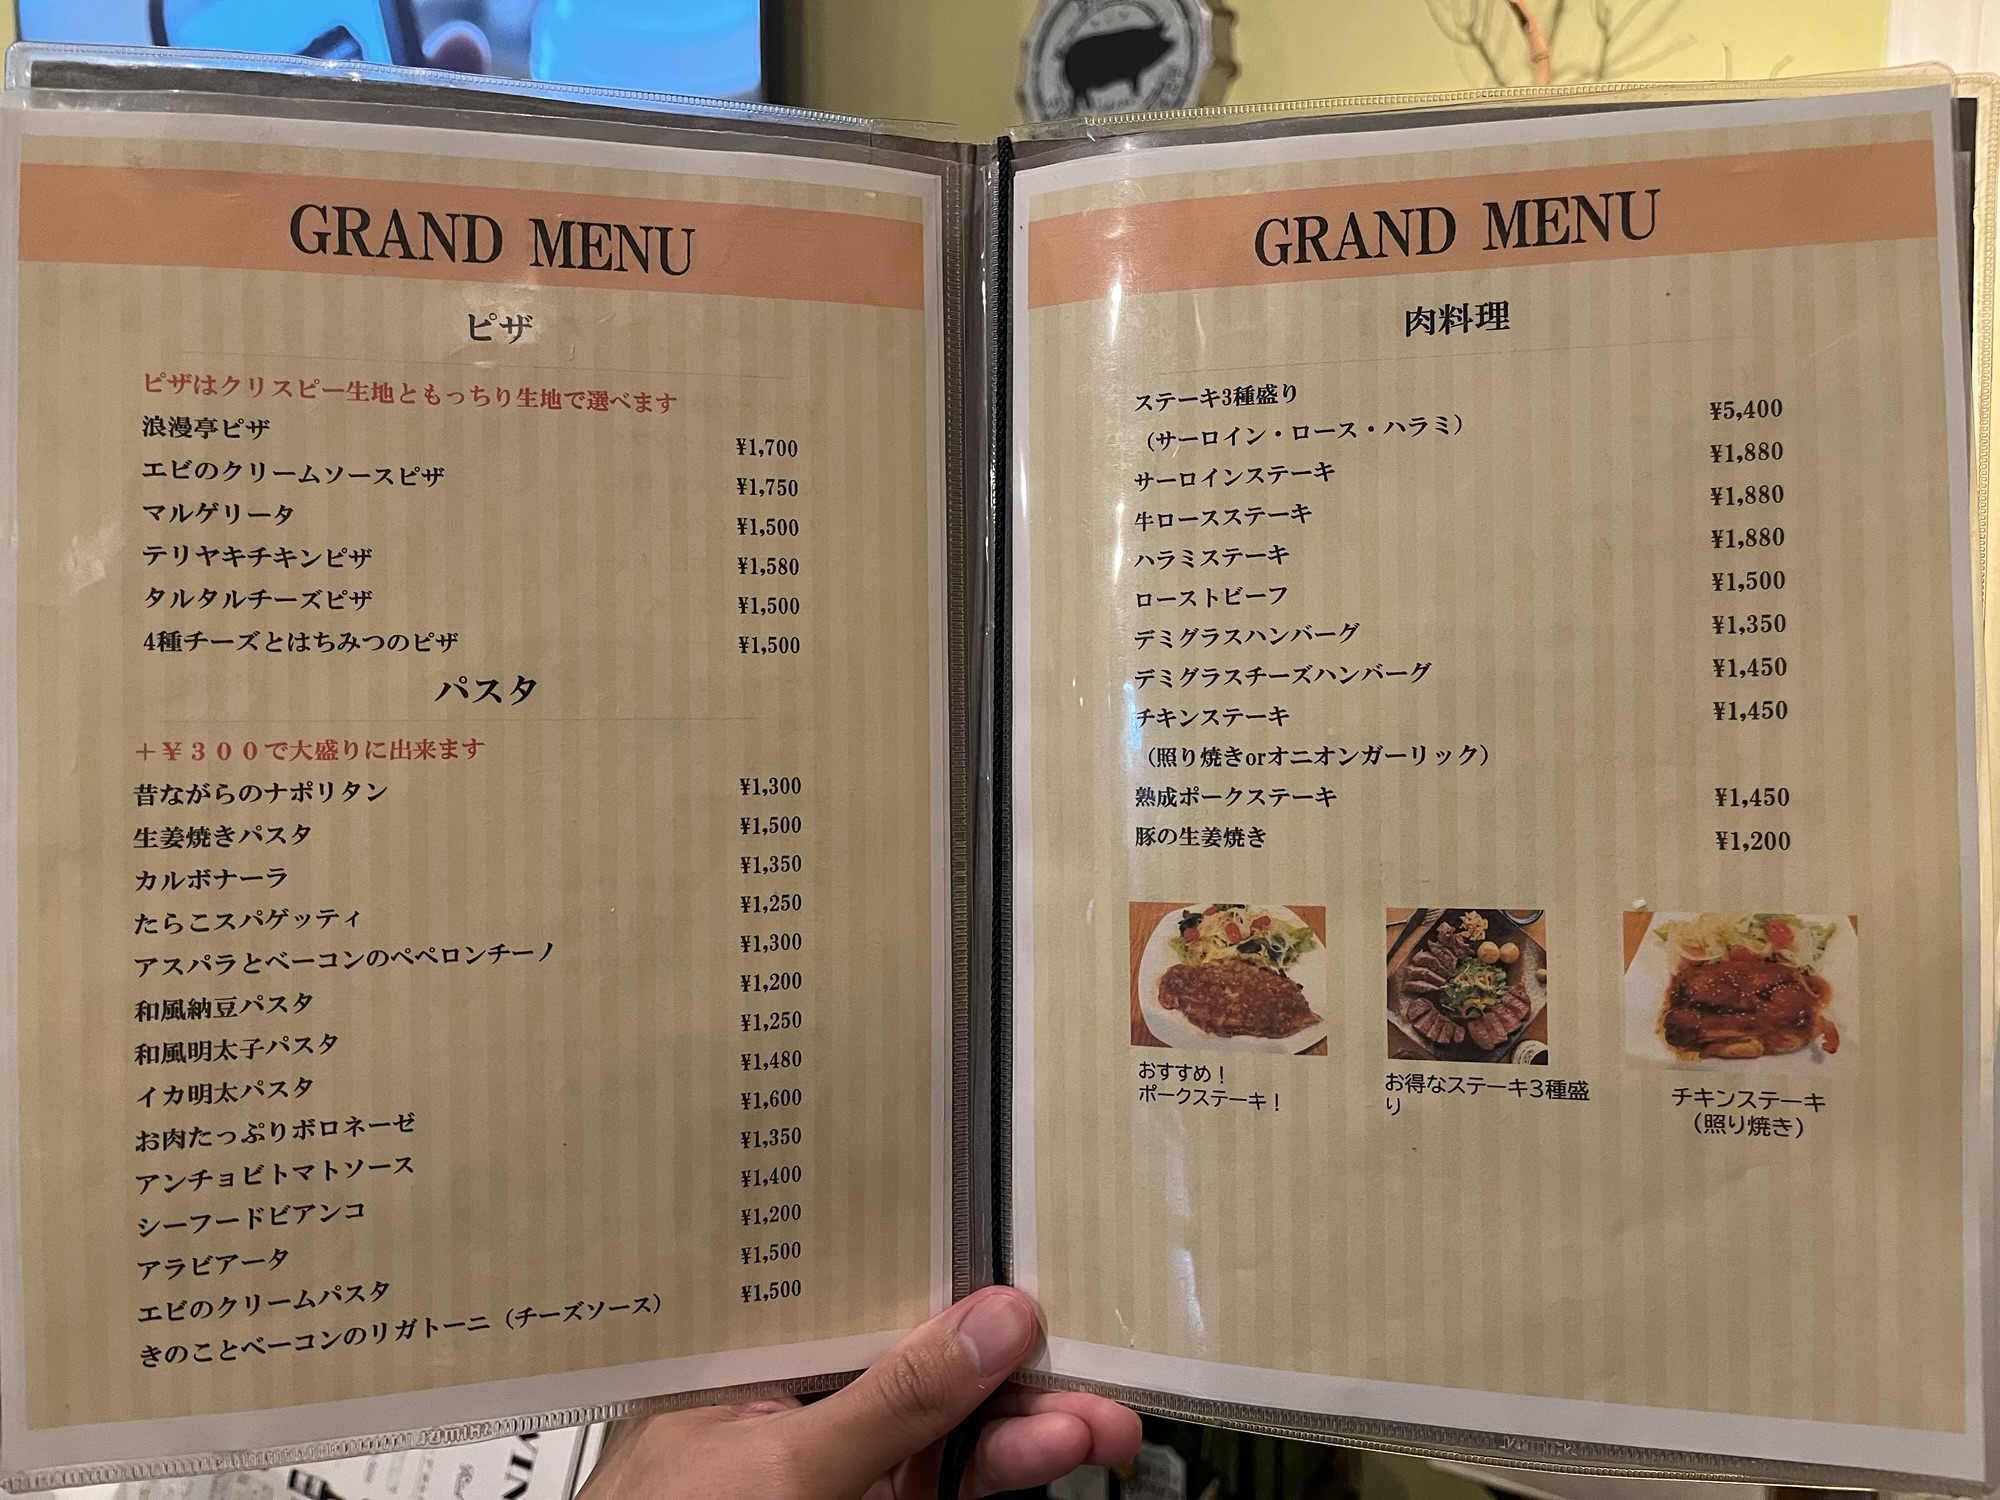 GRAND MENU
ピザ
ピザはクリスピー生地ともっちり生地で選べます
浪漫亭ピザ ¥1,700
エビのクリームソースピザ ¥1,750
マルゲリータ ¥1,500
テリヤキチキンピザ ¥1,580
タルタルチーズピザ ¥1,500
4種チーズとはちみつのピザ ¥1,500
パスタ
＋￥３００で大盛りに出来ます
昔ながらのナポリタン ¥1,300
生姜焼きパスタ ¥1,500
カルボナーラ ¥1,350
たらこスパゲッティ ¥1,250
アスパラとベーコンのペペロンチーノ ¥1,300
和風納豆パスタ ¥1,200
和風明太子パスタ ¥1,250
イカ明太パスタ ¥1,480
お肉たっぷりボロネーゼ ¥1,600
アンチョビトマトソース ¥1,350
シーフードビアンコ ¥1,400
アラビアータ ¥1,200
エビのクリームパスタ ¥1,500
きのことベーコンのリガトーニ（チーズソース） ¥1,500
GRAND MENU
肉料理
ステーキ3種盛り ¥5,400
（サーロイン・ロース・ハラミ）
サーロインステーキ ¥1,880
牛ロースステーキ ¥1,880
ハラミステーキ ¥1,880
ローストビーフ ¥1,500
デミグラスハンバーグ ¥1,350
デミグラスチーズハンバーグ ¥1,450
チキンステーキ ¥1,450
（照り焼きorオニオンガーリック）
熟成ポークステーキ ¥1,450
豚の生姜焼き ¥1,200
おすすめ！
ポークステーキ！
お得なステーキ3種盛
り
チキンステーキ
（照り焼き）